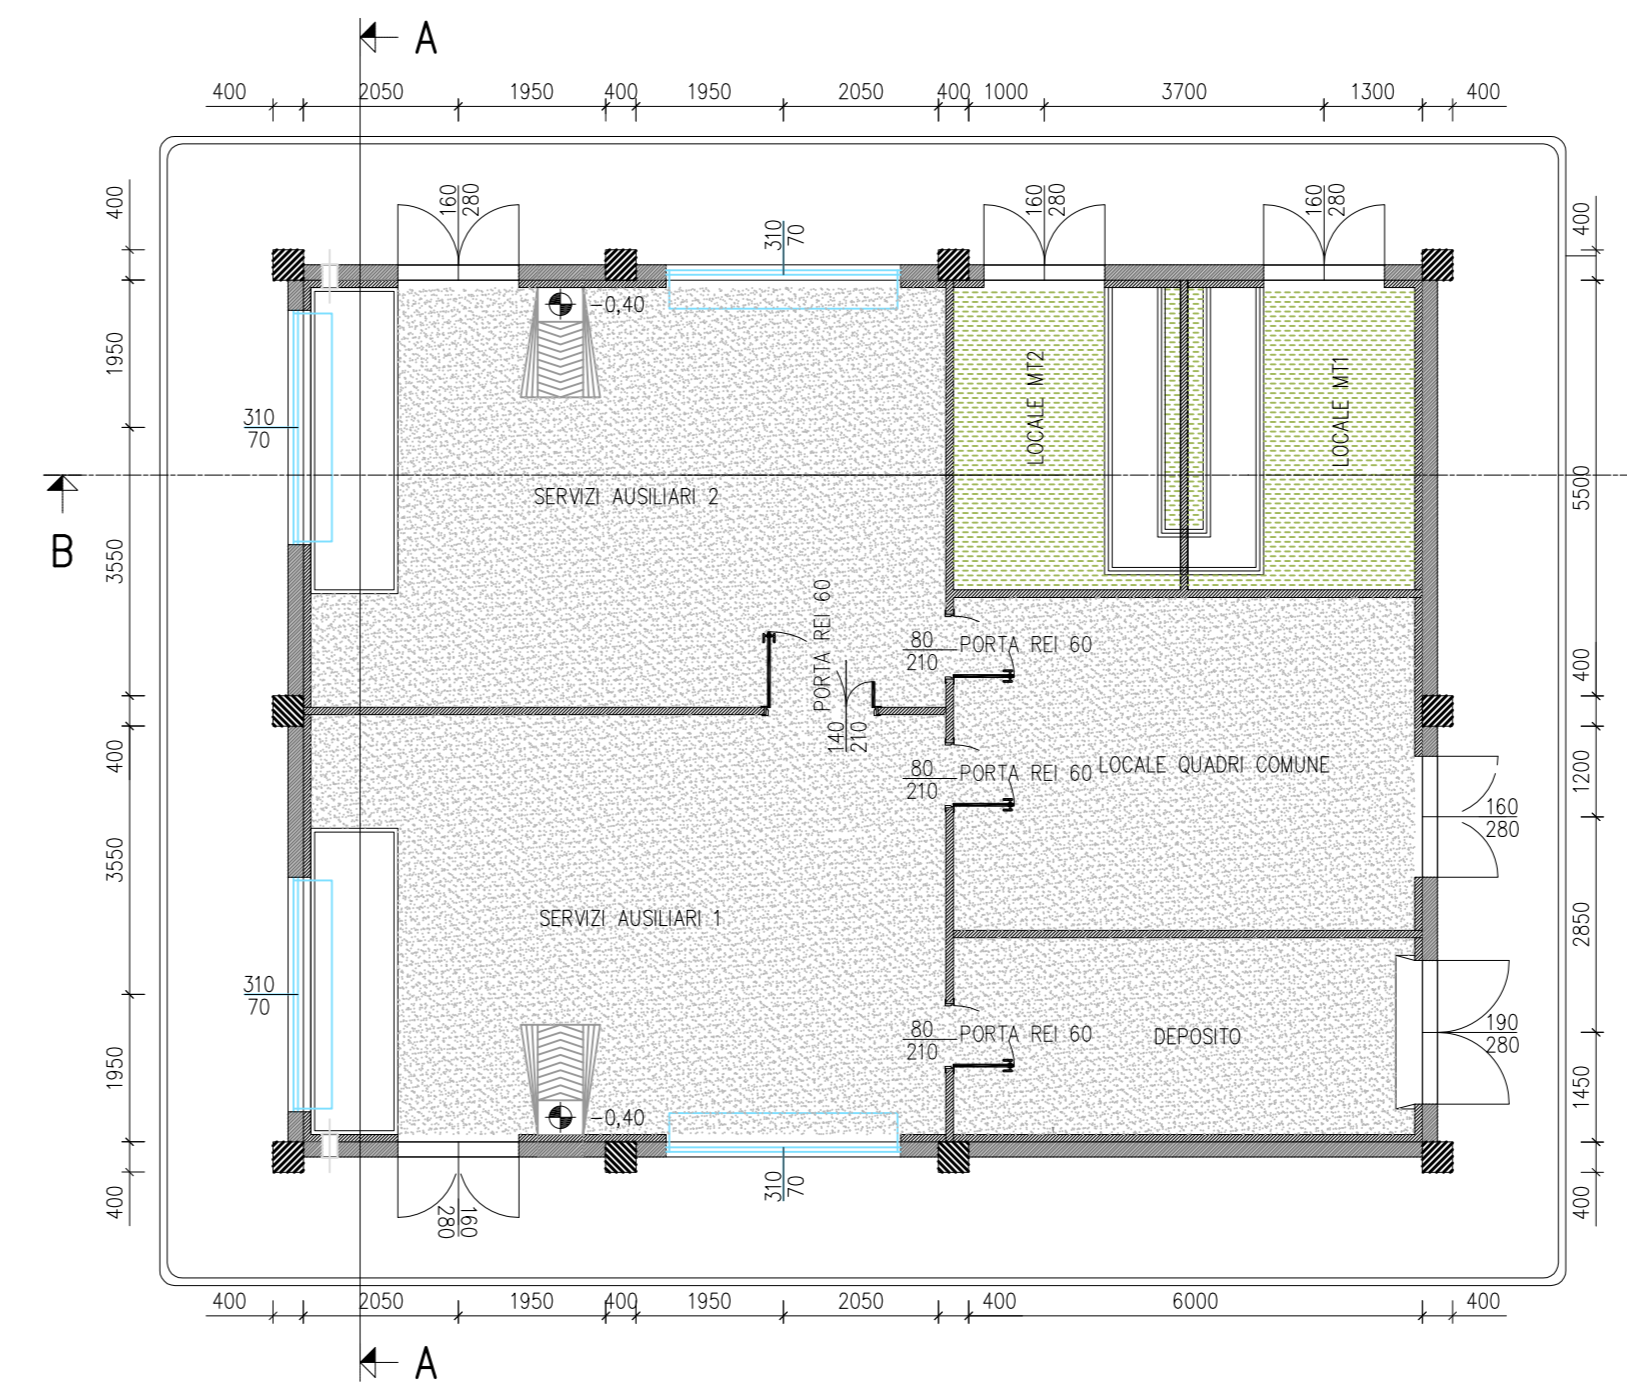 A
400 2050 1950 400 1950 2050 400 1000 3700 1300 400
400
160
280
310
70
160
280
160
280
400
-0,40
1950
310
70
LOCALE MT2
LOCALE MT1
B
SERVIZI AUSILIARI 2
5500
3550
PORTA REI 60
80
210
PORTA REI 60
400
140
210
400
80
210
PORTA REI 60
LOCALE QUADRI COMUNE
1200
160
280
3550
SERVIZI AUSILIARI 1
2850
310
70
80
210
PORTA REI 60
DEPOSITO
190
280
1950
1450
-0,40
400
160
280
310
70
400
400 2050 1950 400 1950 2050 400 6000 400
A